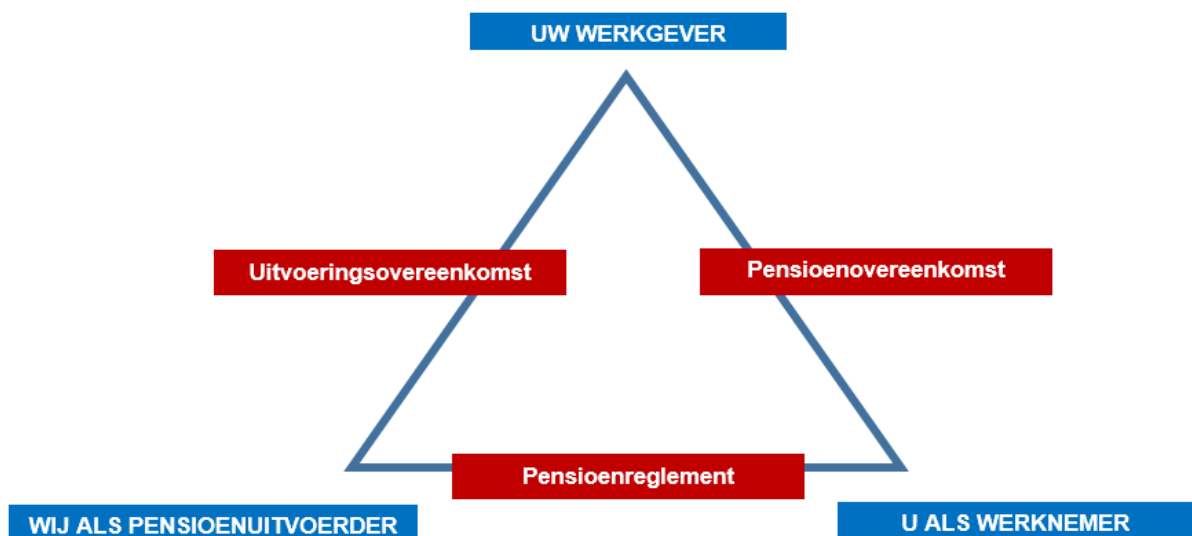 UW WERKGEVER
Uitvoeringsovereenkomst
Pensioenovereenkomst
Pensioenreglement
WIJ ALS PENSIOENUITVOERDER
U ALS WERKNEMER